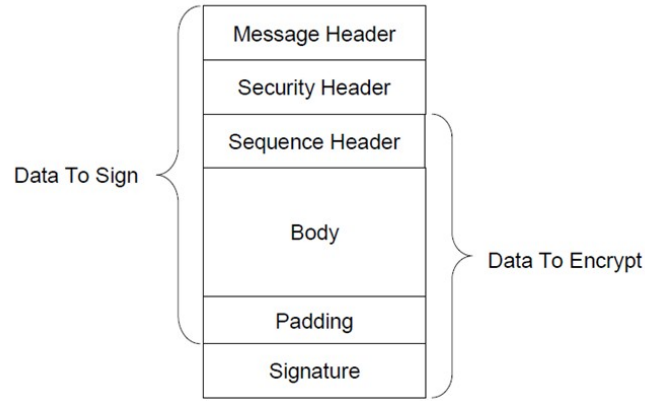 Message Header
Security Header
Sequence Header
Data To Sign
Body
Data To Encrypt
Padding
Signature